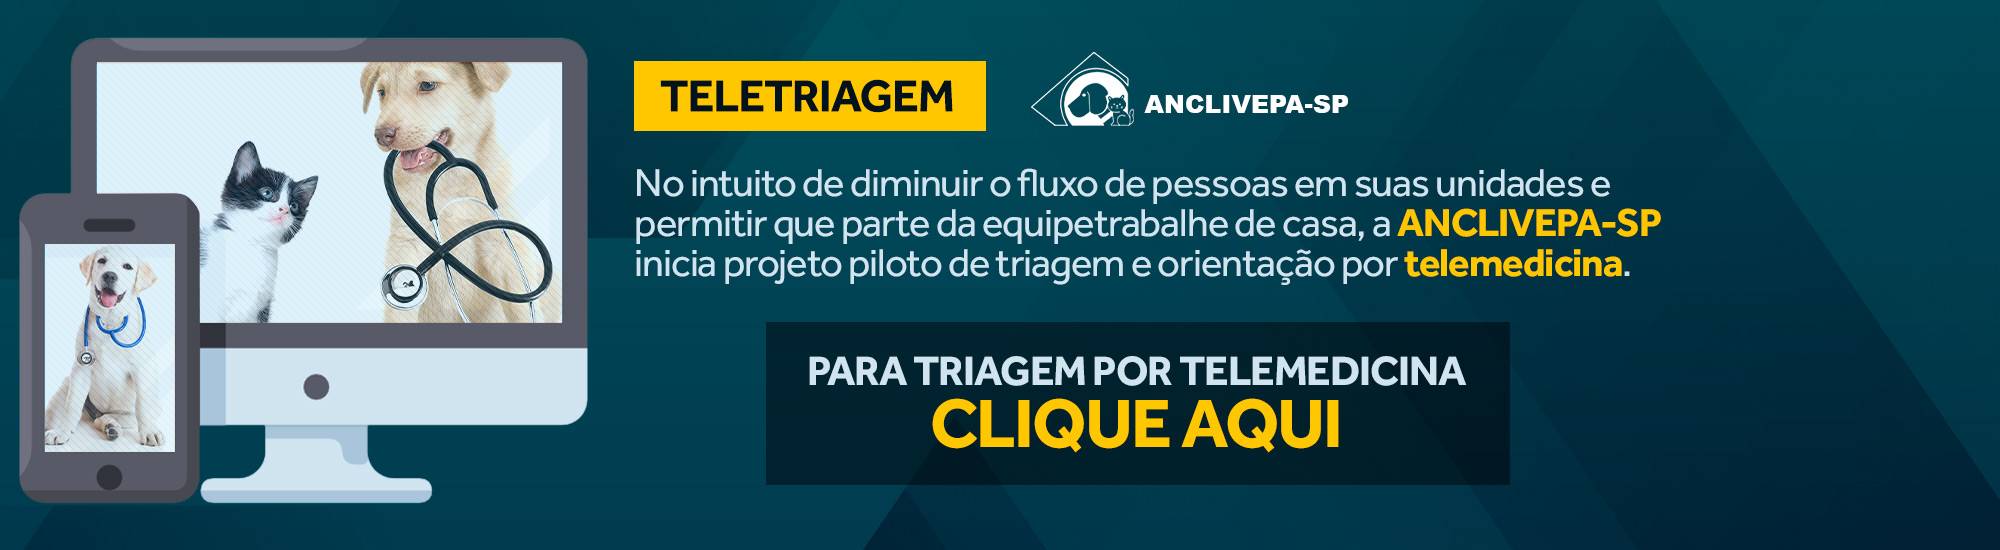 TELETRIAGEM
ANCLIVEPA-SP
No intuito de diminuir o fluxo de pessoas em suas unidades e
permitir que parte da equipetrabalhe de casa, a ANCLIVEPA-SP
inicia projeto piloto de triagem e orientação por telemedicina.
PARA TRIAGEM POR TELEMEDICINA
CLIQUE AQUI